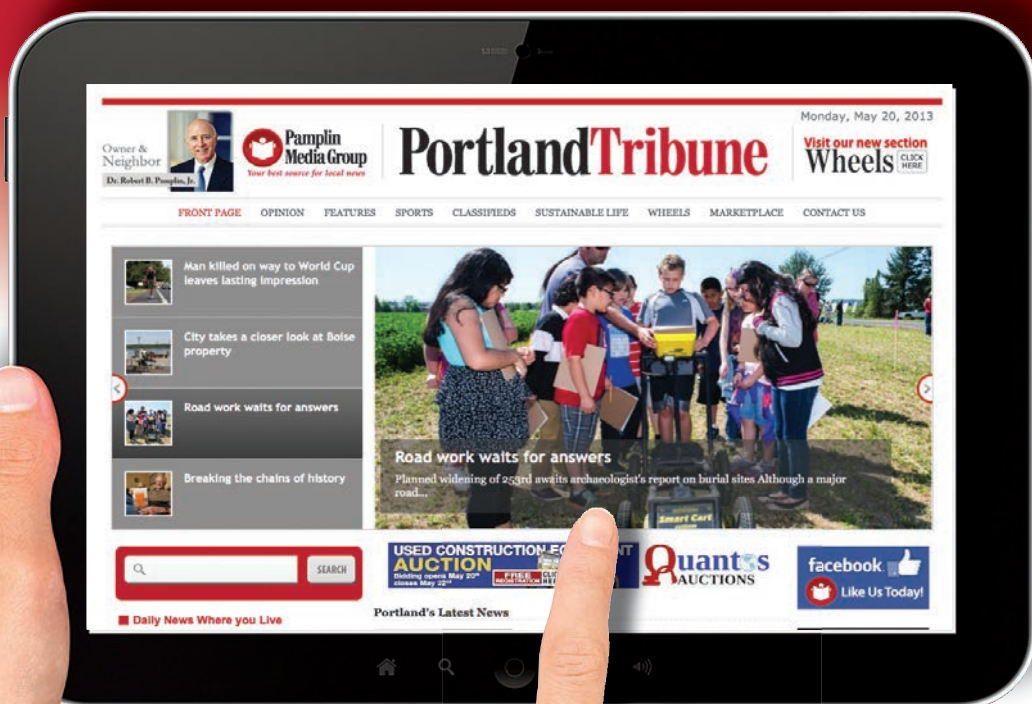 Monday, May 20, 2013
Owner &
Neighbor
Dr. Robert B. Pamplin, Jr.
Pamplin
Media Group
Your best source for local news
PortlandTribune
Visit our new section
Wheels
CLICK
HERE
FRONT PAGE OPINION FEATURES SPORTS CLASSIFIEDS SUSTAINABLE LIFE WHEELS MARKETPLACE CONTACT US
Man killed on way to World Cup
leaves lasting impression
City takes a closer look at Boise
property
Road work waits for answers
Breaking the chains of history
Road work waits for answers
Planned widening of 253rd awaits archaeologist's report on burial sites Although a major
road...
Smart Cart
SEARCH
USED CONSTRUCTION
AUCTION
Bidding opens May 20th
closes May 22nd
FREE
REGISTRATION
Quantos
AUCTIONS
facebook
Like Us Today!
Daily News Where you Live
Portland's Latest News